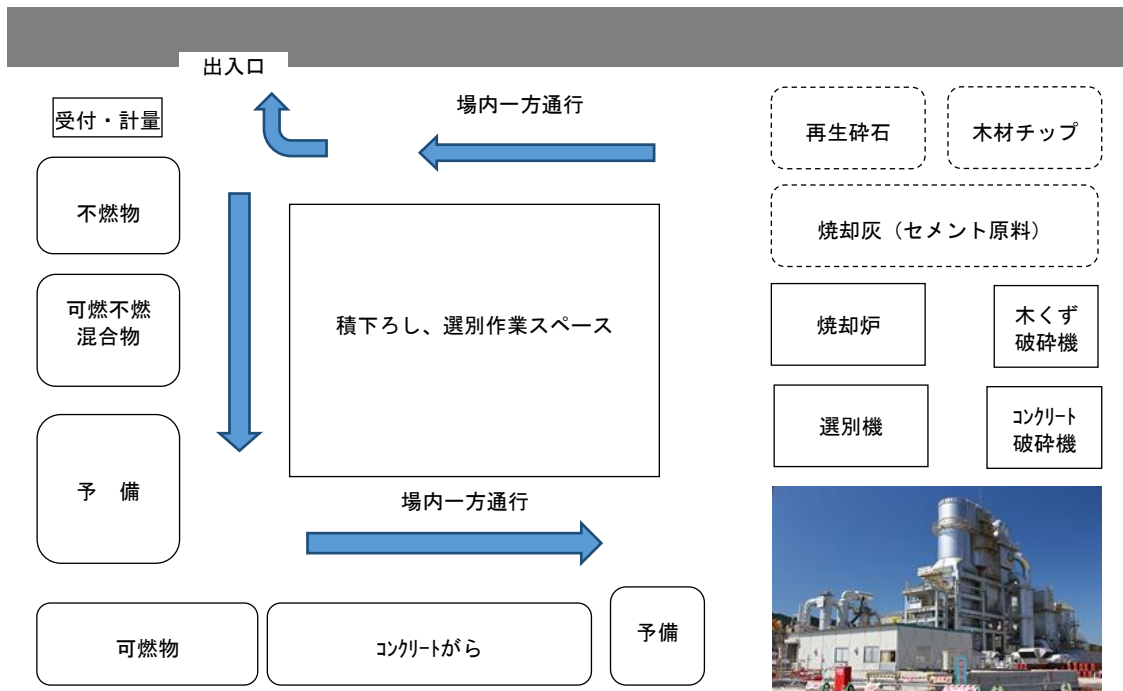 出入口
受付・計量
場内一方通行
再生砕石
木材チップ
不燃物
焼却灰（セメント原料）
可燃不燃
混合物
積下ろし、選別作業スペース
焼却炉
木くず
破砕機
選別機
ｺﾝｸﾘｰﾄ
破砕機
予　備
場内一方通行
可燃物
ｺﾝｸﾘｰﾄがら
予備